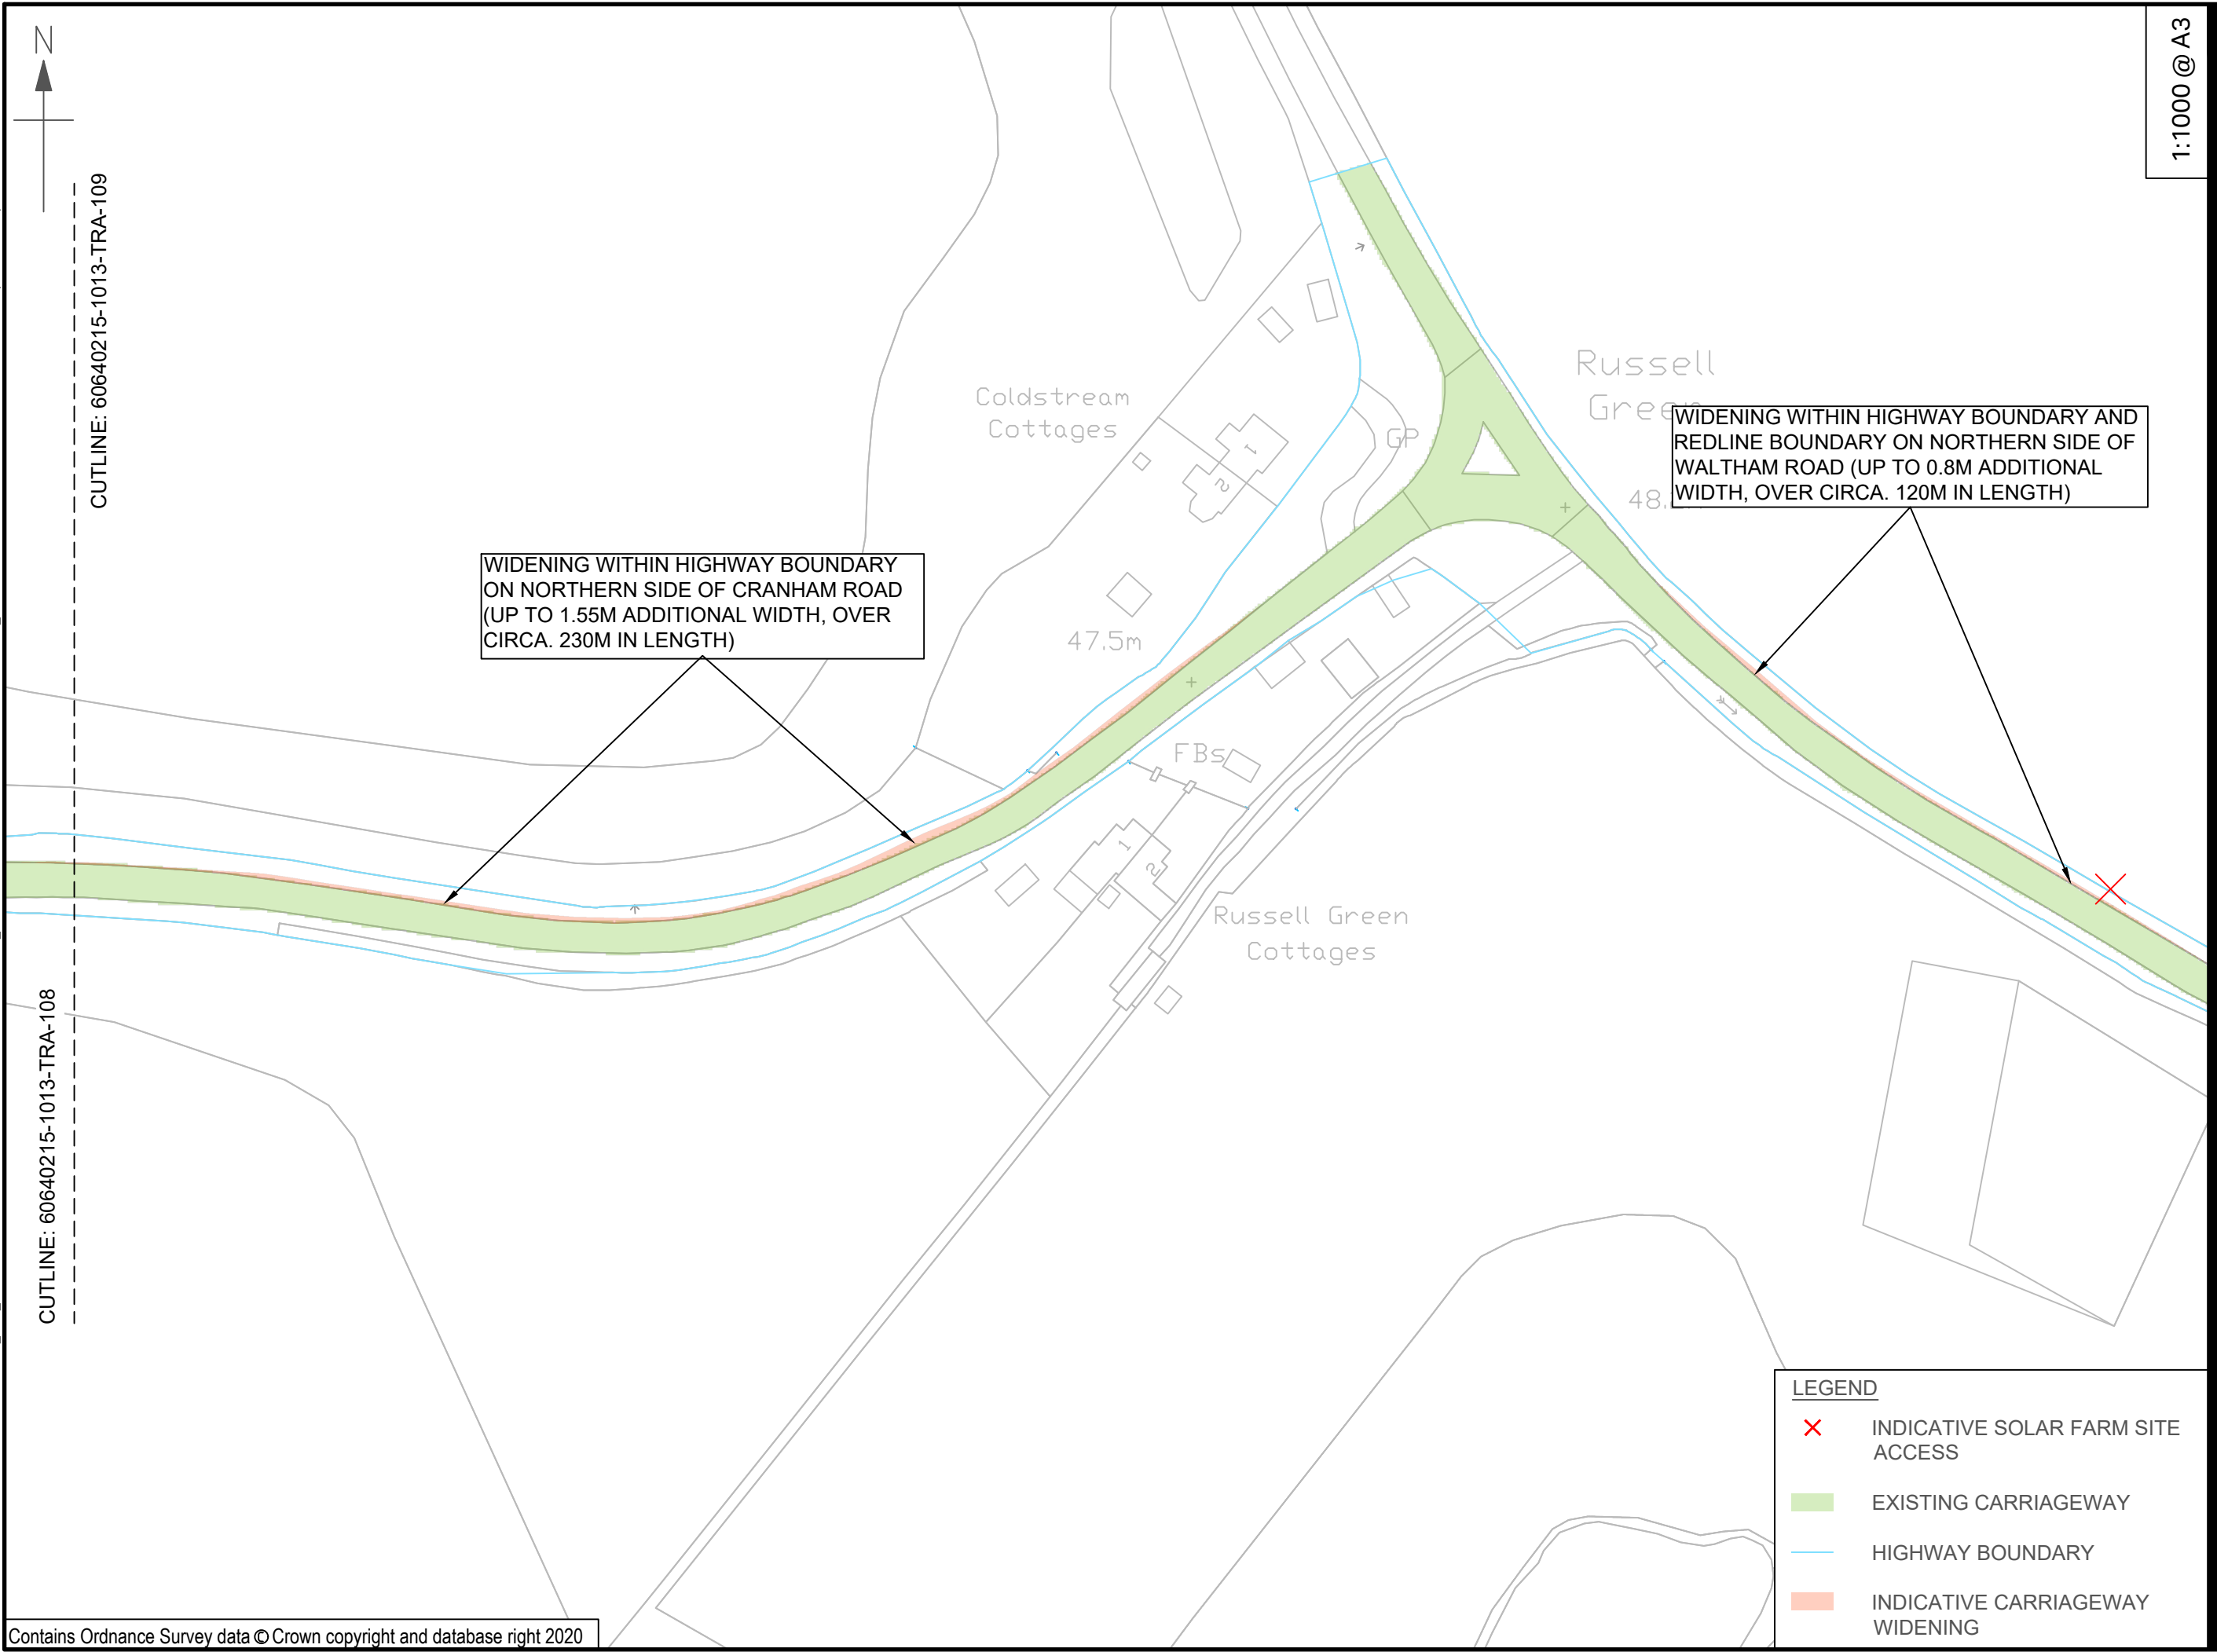 N
1:1000 @ A3
CUTLINE: 60640215-1013-TRA-109
CUTLINE: 60640215-1013-TRA-108
Russell
Green
Coldstream
Cottages
1
2
GP
WIDENING WITHIN HIGHWAY BOUNDARY AND
REDLINE BOUNDARY ON NORTHERN SIDE OF
WALTHAM ROAD (UP TO 0.8M ADDITIONAL
WIDTH, OVER CIRCA. 120M IN LENGTH)
WIDENING WITHIN HIGHWAY BOUNDARY
ON NORTHERN SIDE OF CRANHAM ROAD
(UP TO 1.55M ADDITIONAL WIDTH, OVER
CIRCA. 230M IN LENGTH)
47.5m
FBs
1
2
Russell Green
Cottages
LEGEND
INDICATIVE SOLAR FARM SITE
ACCESS
EXISTING CARRIAGEWAY
HIGHWAY BOUNDARY
INDICATIVE CARRIAGEWAY
WIDENING
Contains Ordnance Survey data © Crown copyright and database right 2020